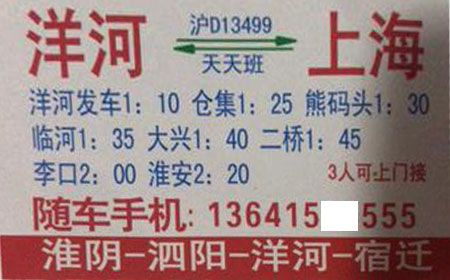 洋河 沪D13499 上海
天天班
洋河发车1：10 仓集1：25 熊码头1：30
临河1：35 大兴1：40 二桥1：45
李口2：00 淮安2：20 3人可上门接
随车手机: 136415 555
淮阴-泗阳-洋河-宿迁